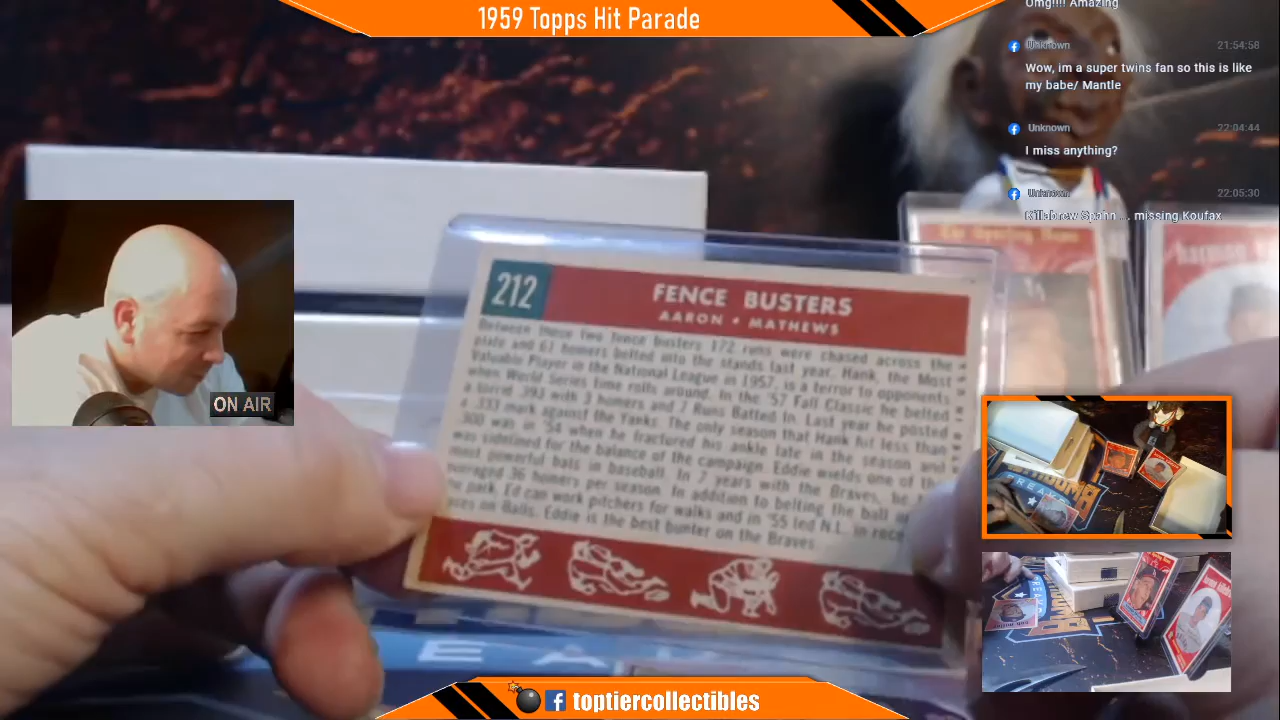 1959 Topps Hit Parade
Omg!!!! Amazing
Unknown
21:54:58
Wow, im a super twins fan so this is like
my babe/ Mantle
Unknown
22:04:44
I miss anything?
Unknown
22:05:30
Killabrew Spahn ... missing Koufax
212
FENCE BUSTERS
AARON • MATHEWS
Between these two fence busters 172 runs were chased across the
plate and 61 homers belted into the stands last year. Hank, the Most
Valuable Player in the National League in 1957, is a terror to opponents
when World Series time rolls around. In the '57 Fall Classic he belted
a torrid .393 with 3 homers and 7 Runs Batted In. Last year he posted
a .333 mark against the Yanks. The only season that Hank hit less than
.300 was in '54 when he fractured his ankle late in the season and
was sidelined for the balance of the campaign. Eddie wields one of the
most powerful bats in baseball. In 7 years with the Braves, he
averaged 36 homers per season. In addition to belting the ball
the park, Ed can work pitchers for walks and in '55 led N.L. in
on Balls. Eddie is the best bunter on the Braves.
harmon
ON AIR
toptiercollectibles